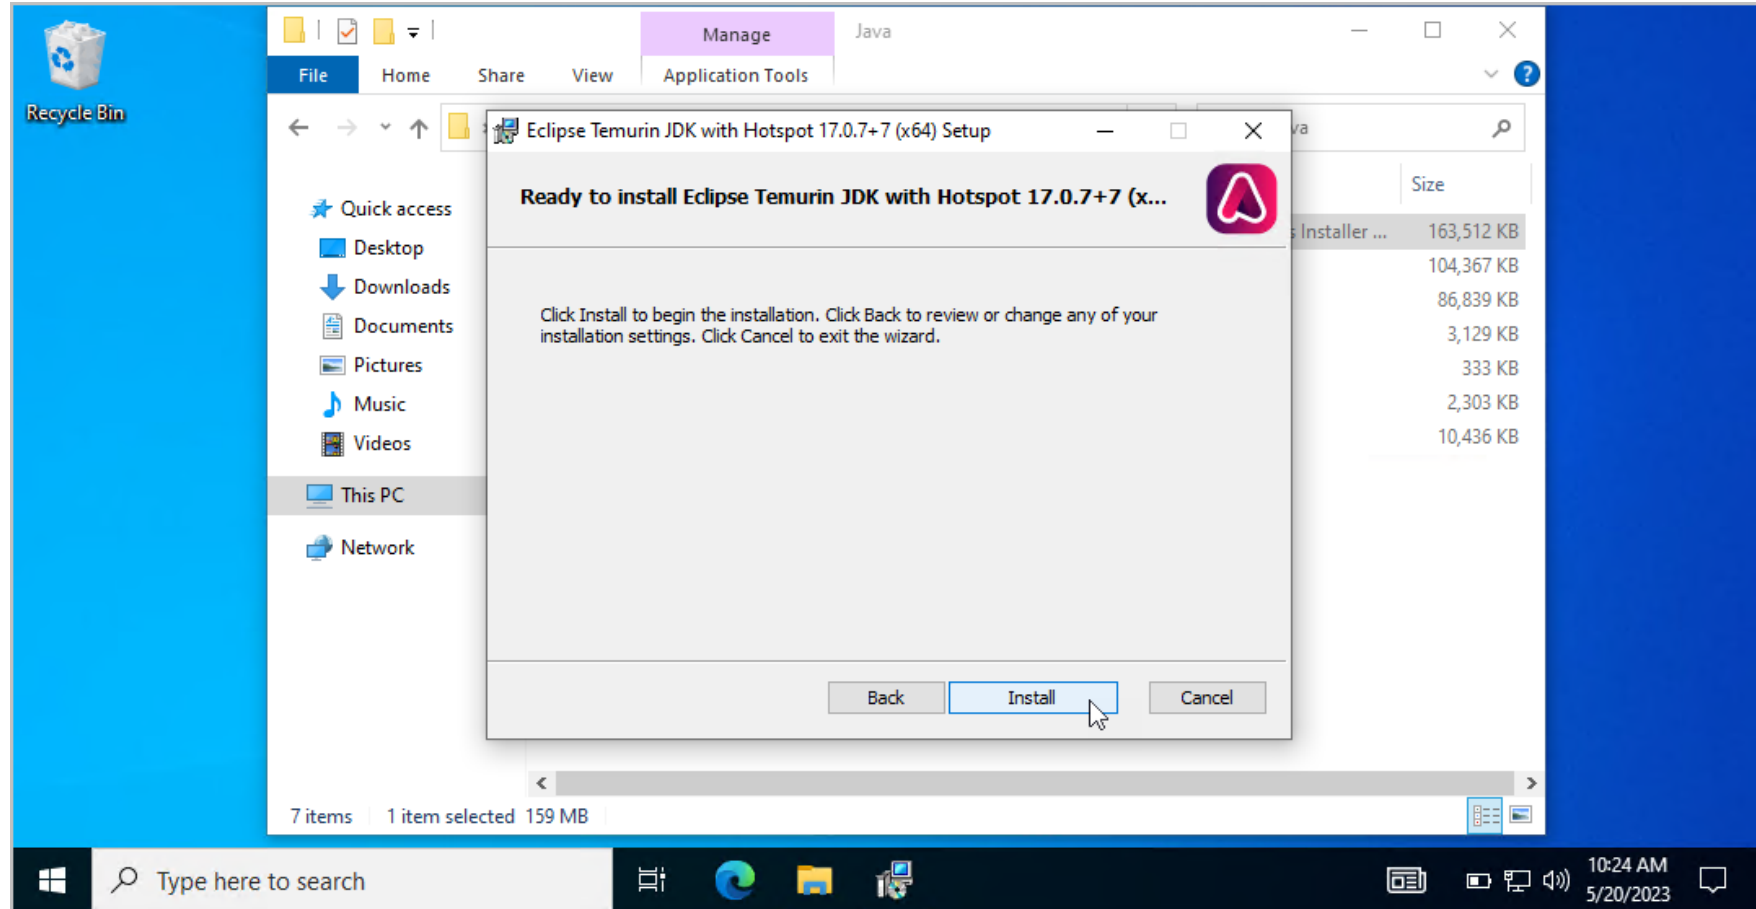 Recycle Bin
Manage
Java
File
Home
Share
View
Application Tools
Eclipse Temurin JDK with Hotspot 17.0.7+7 (x64) Setup
va
Ready to install Eclipse Temurin JDK with Hotspot 17.0.7+7 (x...
Size
Quick access
Desktop
Downloads
Documents
Pictures
Music
Videos
This PC
Network
s Installer ...
163,512 KB
104,367 KB
86,839 KB
3,129 KB
333 KB
2,303 KB
10,436 KB
Click Install to begin the installation. Click Back to review or change any of your
installation settings. Click Cancel to exit the wizard.
Back
Install
Cancel
7 items
1 item selected 159 MB
Type here to search
10:24 AM
5/20/2023